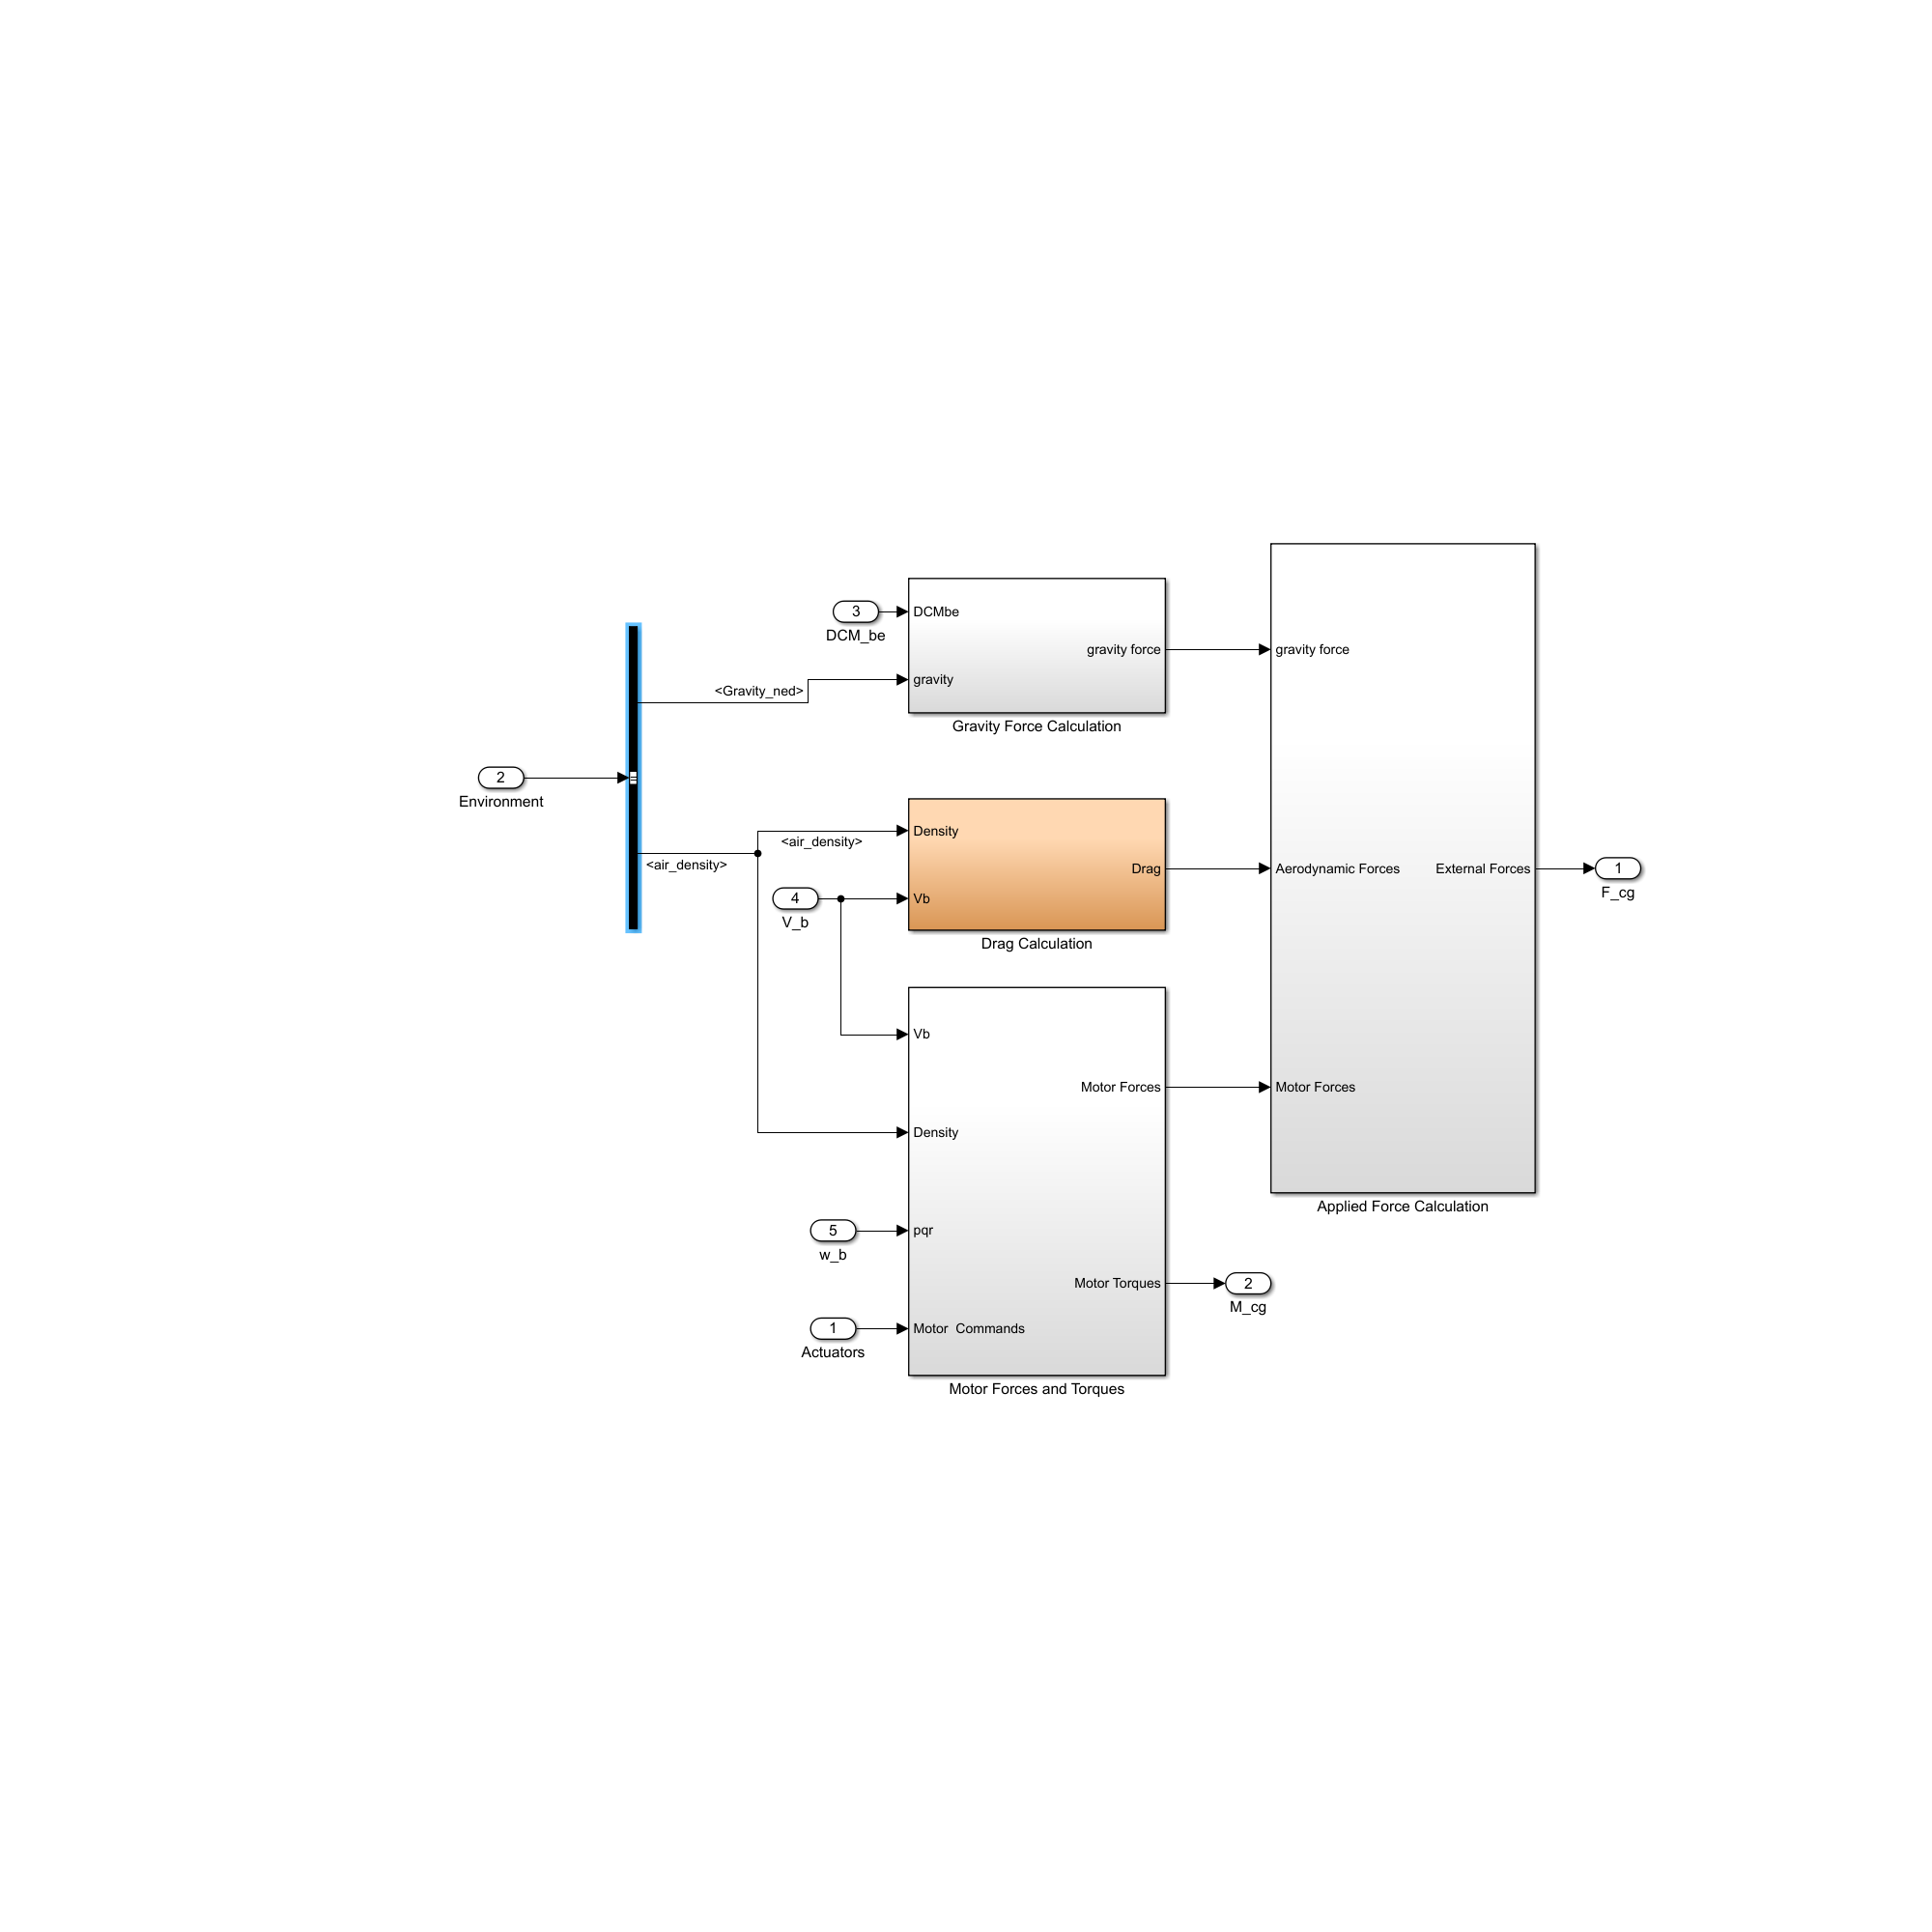 3
DCM_be
DCMbe
gravity force
<Gravity_ned>
gravity
Gravity Force Calculation
gravity force
2
Environment
<air_density>
<air_density>
Density
Drag
4
V_b
Vb
Drag Calculation
Aerodynamic Forces
External Forces
1
F_cg
Vb
Motor Forces
Motor Forces
Density
Applied Force Calculation
5
w_b
pqr
Motor Torques
2
M_cg
1
Actuators
Motor  Commands
Motor Forces and Torques